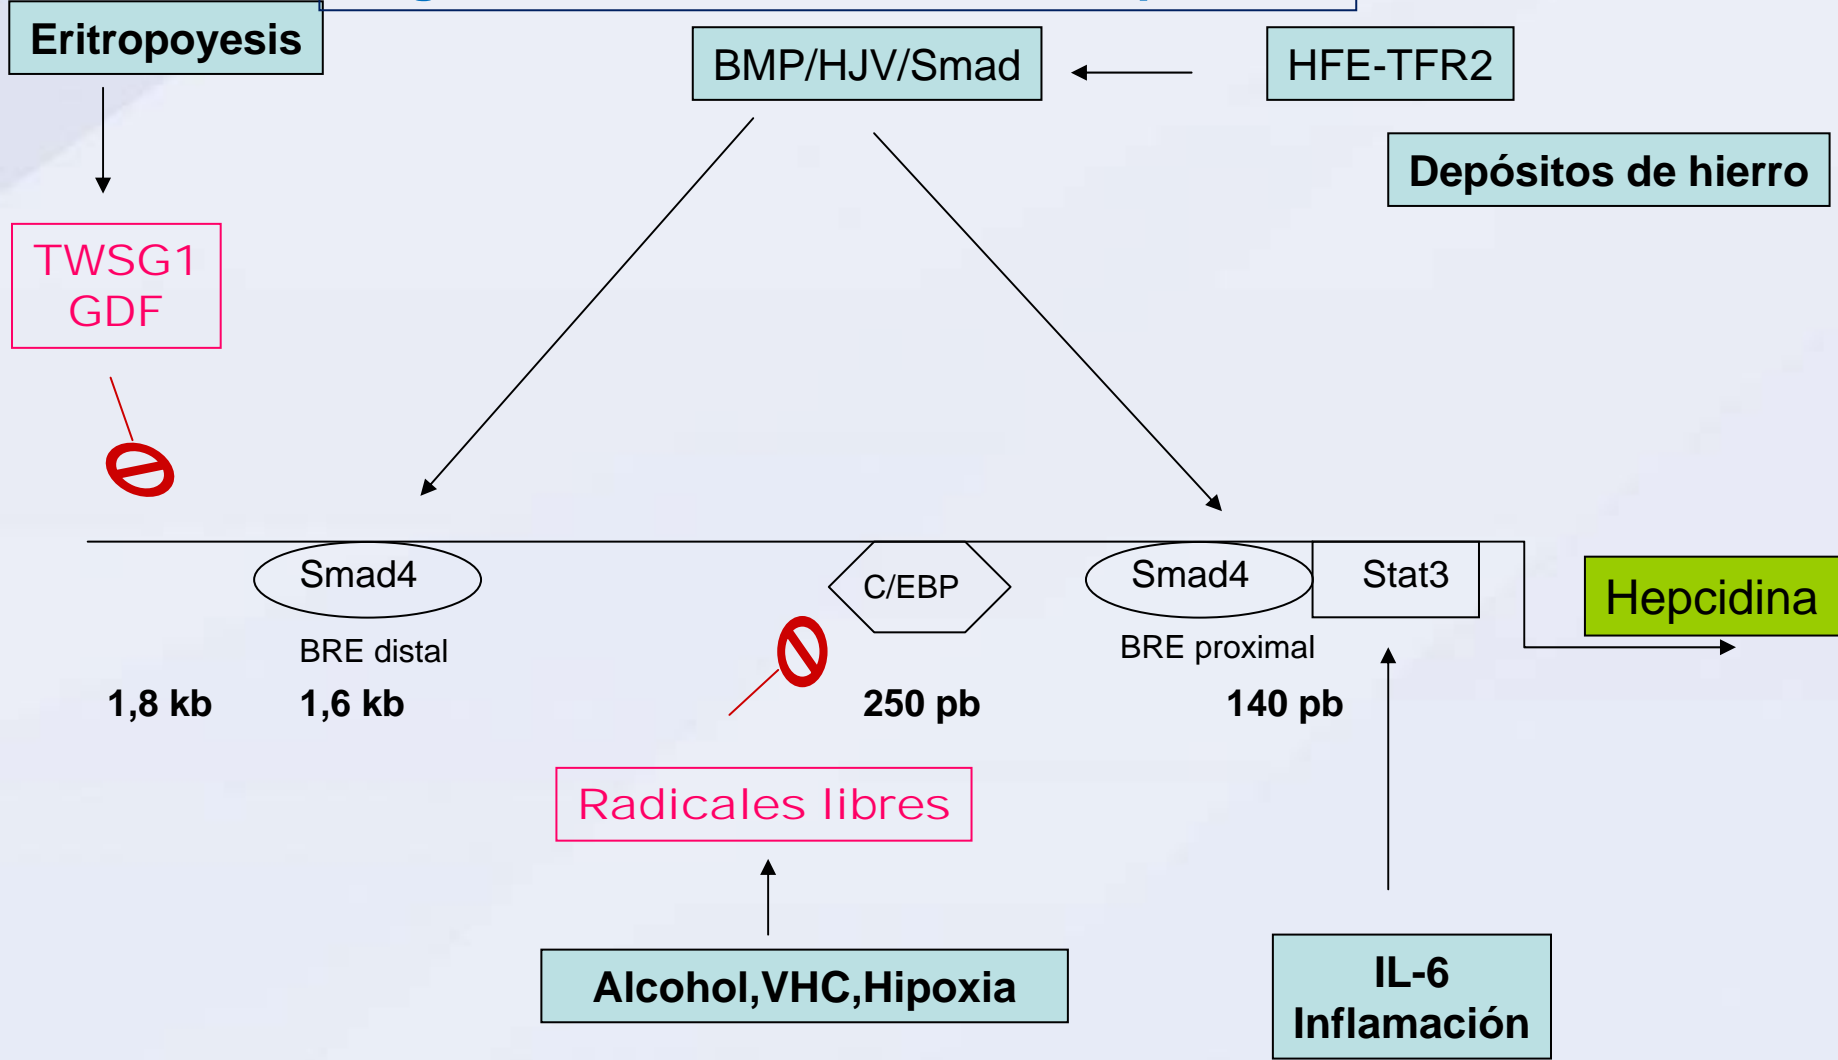 Eritropoyesis
BMP/HJV/Smad
HFE-TFR2
Depósitos de hierro
TWSG1
GDF
Smad4
C/EBP
Smad4
Stat3
Hepcidina
BRE distal
BRE proximal
1,8 kb
1,6 kb
250 pb
140 pb
Radicales libres
Alcohol,VHC,Hipoxia
IL-6
Inflamación